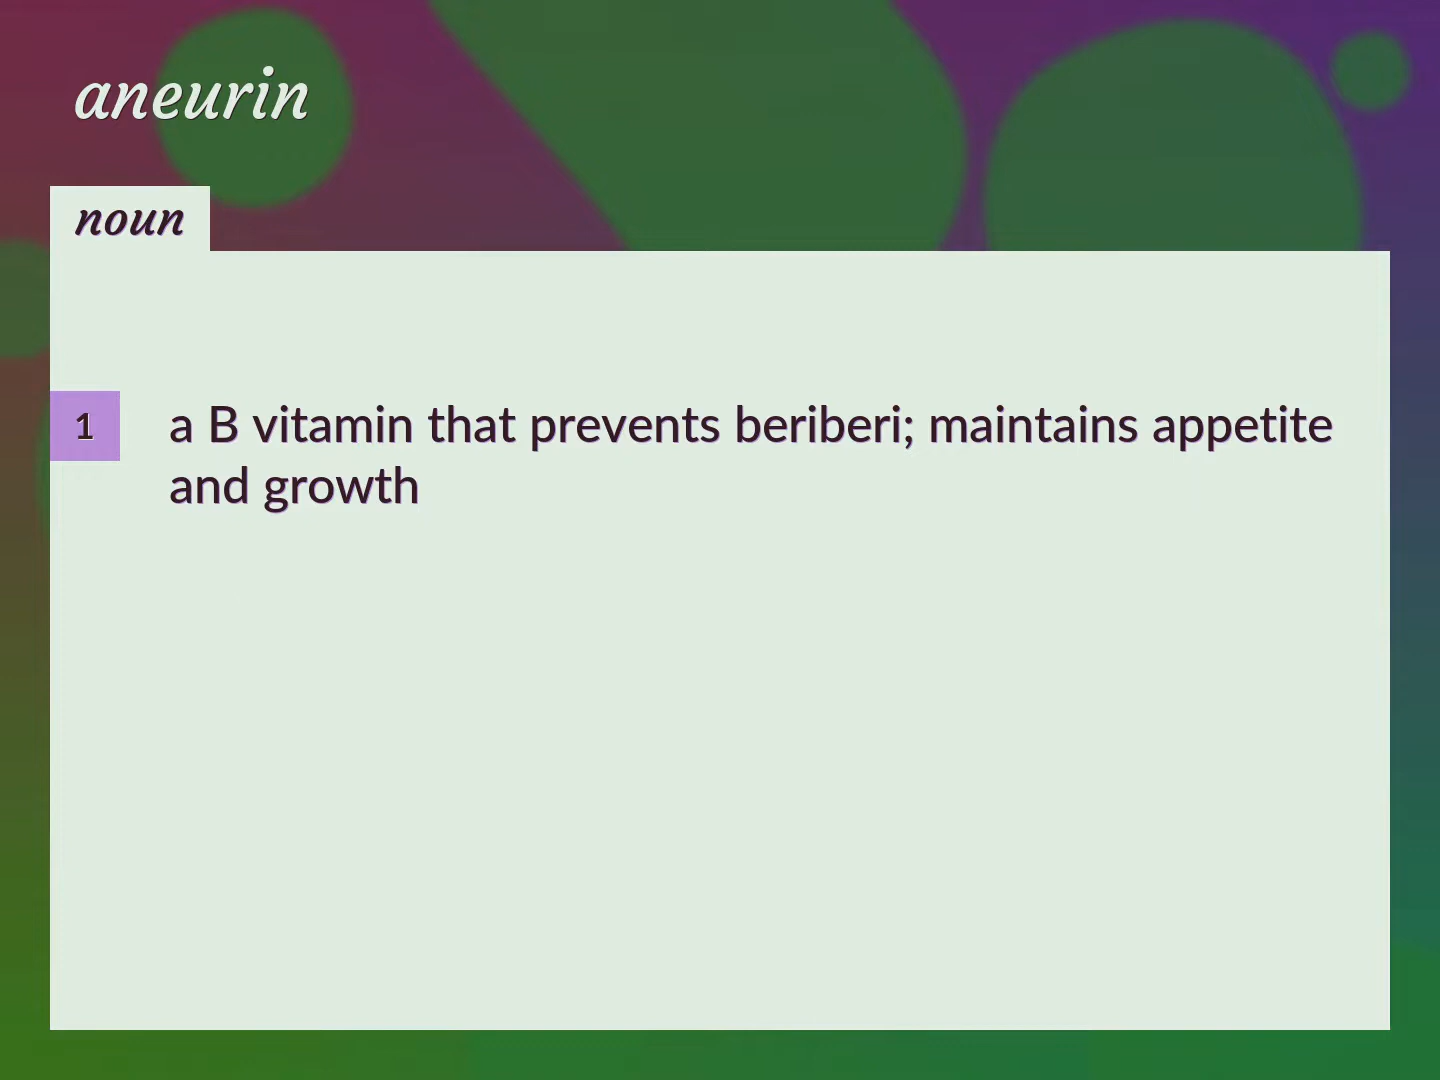 aneurin
noun
1 a B vitamin that prevents beriberi; maintains appetite
and growth